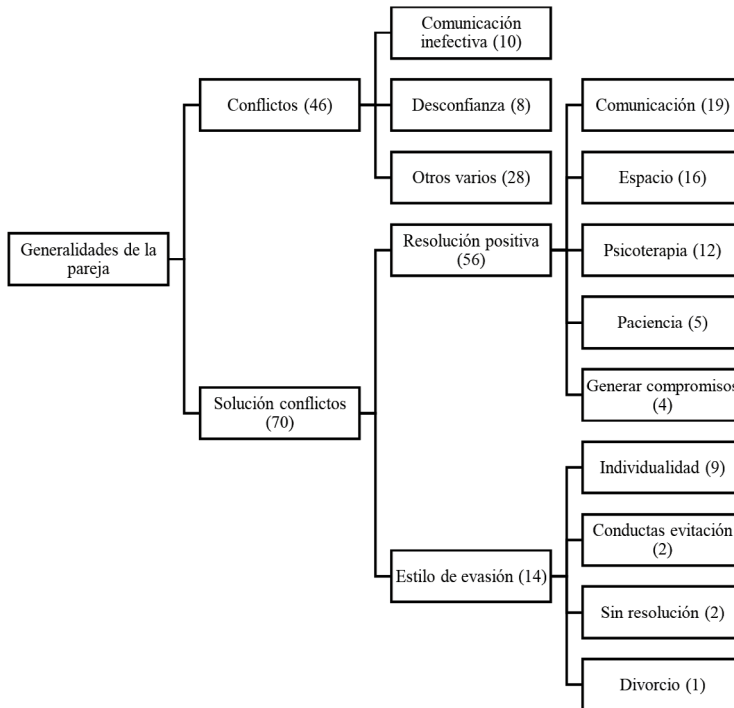 Comunicación
inefectiva (10)
Conflictos (46)
Desconfianza (8)
Comunicación (19)
Otros varios (28)
Espacio (16)
Generalidades de la
pareja
Resolución positiva
(56)
Psicoterapia (12)
Paciencia (5)
Solución conflictos
(70)
Generar compromisos
(4)
Individualidad (9)
Conductas evitación
(2)
Estilo de evasión (14)
Sin resolución (2)
Divorcio (1)